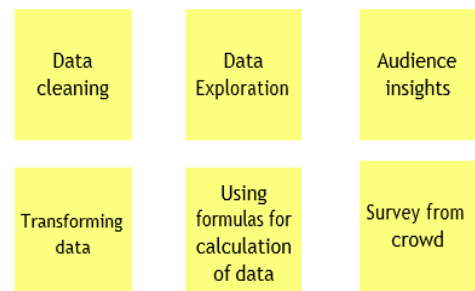 Data
cleaning
Data
Exploration
Audience
insights
Transforming
data
Using
formulas for
calculation
of data
Survey from
crowd